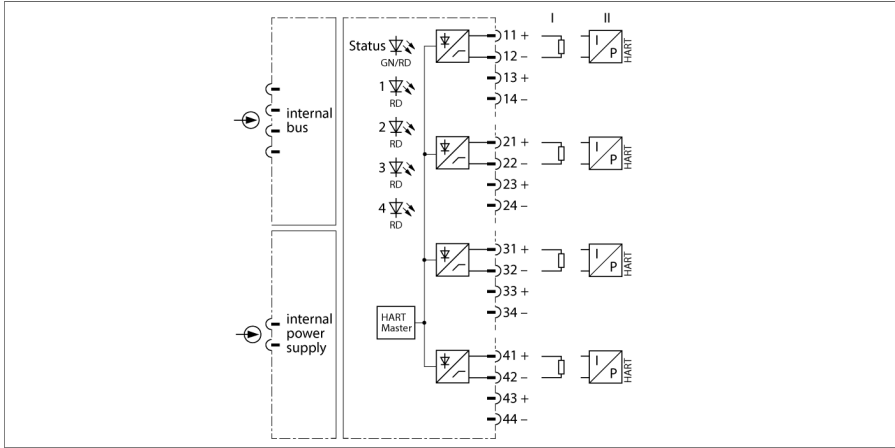 I II
Status
GN/RD
1
RD
2
RD
3
RD
4
RD
internal
bus
internal
power
supply
HART
Master
11 +
12 –
13 +
14 –
I
P
HART
21 +
22 –
23 +
24 –
I
P
HART
31 +
32 –
33 +
34 –
I
P
HART
41 +
42 –
43 +
44 –
I
P
HART